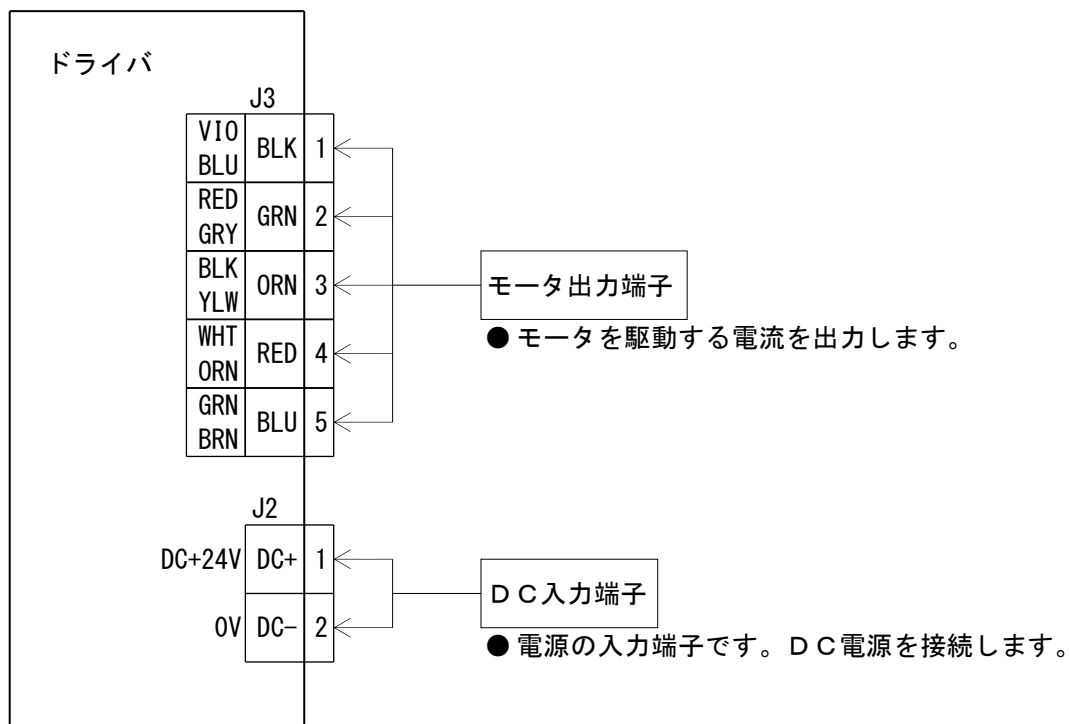 ドライバ
J3
VIO
BLU
BLK
1
RED
GRY
GRN
2
BLK
YLW
ORN
3
WHT
ORN
RED
4
GRN
BRN
BLU
5
モータ出力端子
● モータを駆動する電流を出力します。
J2
DC+24V
DC+
1
0V
DC-
2
ＤＣ入力端子
● 電源の入力端子です。ＤＣ電源を接続します。